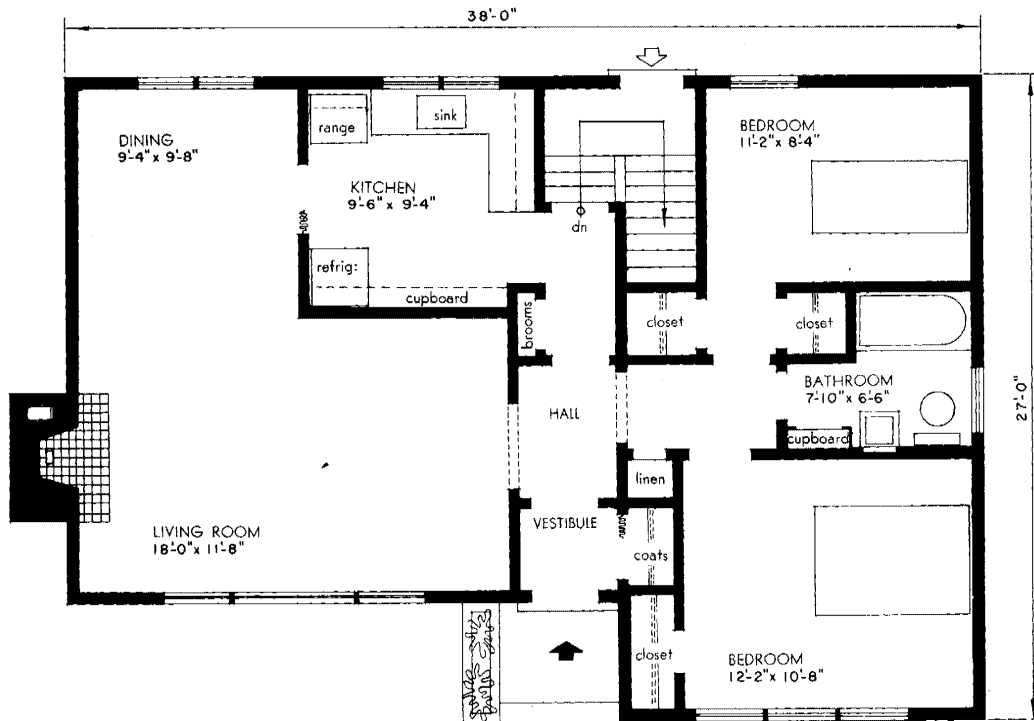 38'-0"
DINING
9'-4" x 9'-8"
range
sink
KITCHEN
9'-6" x 9'-4"
refrig:
cupboard
dn
BEDROOM
11'-2" x 8'-4"
brooms
closet
closet
BATHROOM
7'-10" x 6'-6"
cupboard
27'-0"
HALL
linen
LIVING ROOM
18'-0" x 11'-8"
VESTIBULE
coats
closet
BEDROOM
12'-2" x 10'-8"